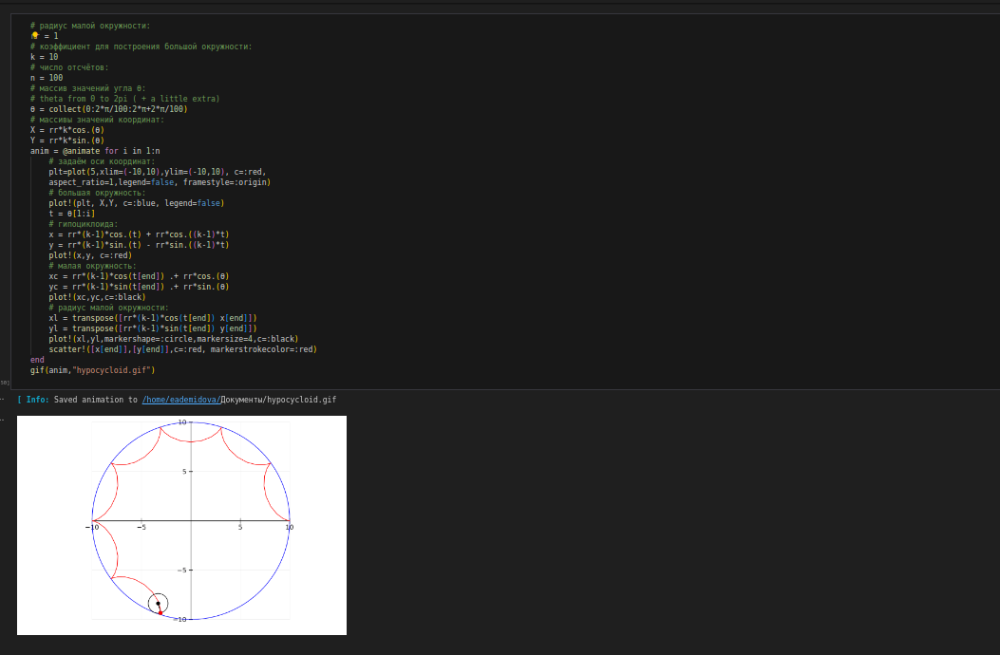 # радиус малой окружности:
= 1
# коэффициент для построения большой окружности:
k = 10
# число отсчётов:
n = 100
# массив значений угла θ:
# theta from 0 to 2pi ( + a little extra)
θ = collect(0:2*π/100:2*π+2*π/100)
# массивы значений координат:
X = rr*k*cos.(θ)
Y = rr*k*sin.(θ)
anim = @animate for i in 1:n
# задаём оси координат:
plt=plot(5,xlim=(-10,10),ylim=(-10,10), c=:red,
aspect_ratio=1,legend=false, framestyle=:origin)
# большая окружность:
plot!(plt, X,Y, c=:blue, legend=false)
t = θ[1:i]
# гипоциклоида:
x = rr*(k-1)*cos.(t) + rr*cos.((k-1)*t)
y = rr*(k-1)*sin.(t) - rr*sin.((k-1)*t)
plot!(x,y, c=:red)
# малая окружность:
xc = rr*(k-1)*cos(t[end]) .+ rr*cos.(θ)
yc = rr*(k-1)*sin(t[end]) .+ rr*sin.(θ)
plot!(xc,yc,c=:black)
# радиус малой окружности:
xl = transpose([rr*(k-1)*cos(t[end]) x[end]])
yl = transpose([rr*(k-1)*sin(t[end]) y[end]])
plot!(xl,yl,markershape=:circle,markersize=4,c=:black)
scatter!([x[end]],[y[end]],c=:red, markerstrokecolor=:red)
end
gif(anim,"hypocycloid.gif")
[ Info: Saved animation to /home/eademidova/Документы/hypocycloid.gif
10
5
-10 -5 5 10
-5
-10